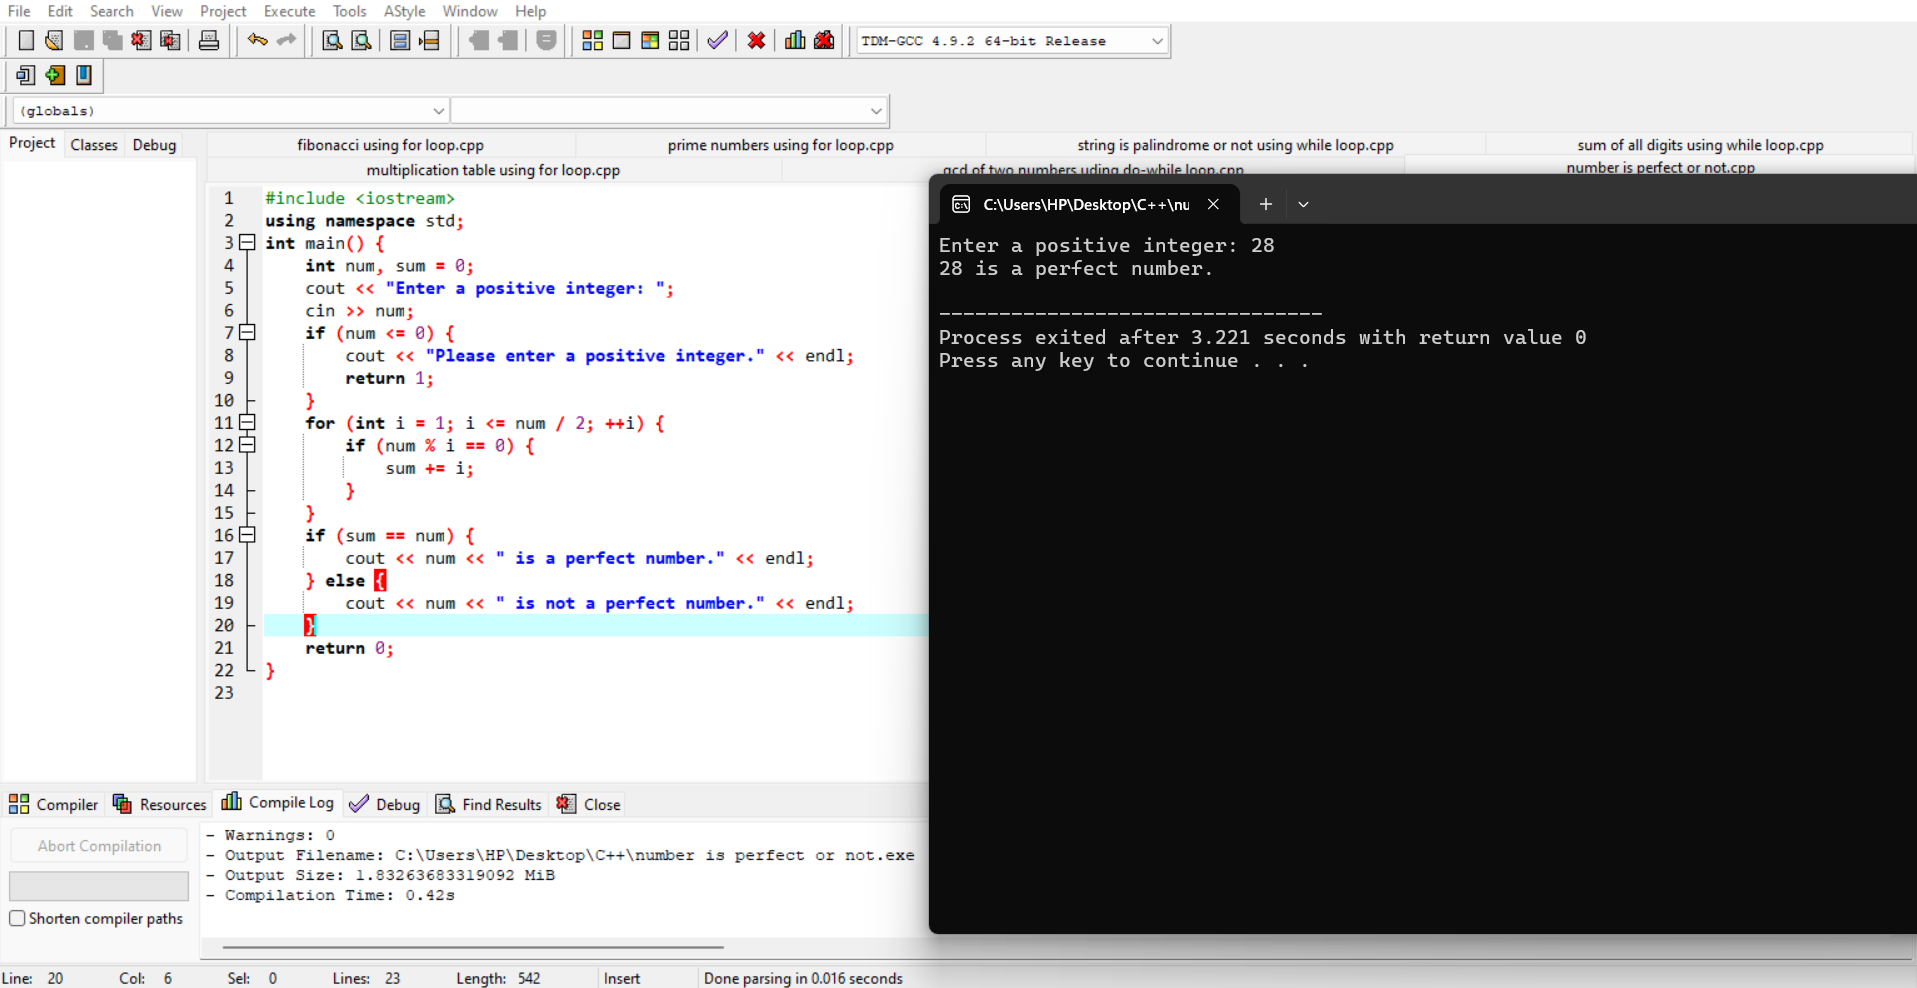 File Edit Search View Project Execute Tools AStyle Window Help
TDM-GCC 4.9.2 64-bit Release
(globals)
Project Classes Debug
fibonacci using for loop.cpp prime numbers using for loop.cpp string is palindrome or not using while loop.cpp sum of all digits using while loop.cpp
multiplication table using for loop.cpp gcd of two numbers uding do-while loop.cpp number is perfect or not.cpp
1 #include <iostream>
2 using namespace std;
3 int main() {
4 int num, sum = 0;
5 cout << "Enter a positive integer: ";
6 cin >> num;
7 if (num <= 0) {
8 cout << "Please enter a positive integer." << endl;
9 return 1;
10 }
11 for (int i = 1; i <= num / 2; ++i) {
12 if (num % i == 0) {
13 sum += i;
14 }
15 }
16 if (sum == num) {
17 cout << num << " is a perfect number." << endl;
18 } else {
19 cout << num << " is not a perfect number." << endl;
20 }
21 return 0;
22 }
23
C:\Users\HP\Desktop\C++\nu
Enter a positive integer: 28
28 is a perfect number.
--------------------------------
Process exited after 3.221 seconds with return value 0
Press any key to continue . . .
Compiler Resources Compile Log Debug Find Results Close
Abort Compilation
Shorten compiler paths
- Warnings: 0
- Output Filename: C:\Users\HP\Desktop\C++\number is perfect or not.exe
- Output Size: 1.83263683319092 MiB
- Compilation Time: 0.42s
Line: 20 Col: 6 Sel: 0 Lines: 23 Length: 542 Insert Done parsing in 0.016 seconds